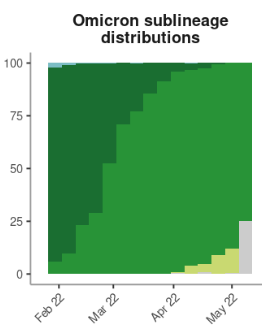 Omicron sublineage
distributions
100
75
50
25
0
Feb 22
Mar 22
Apr 22
May 22